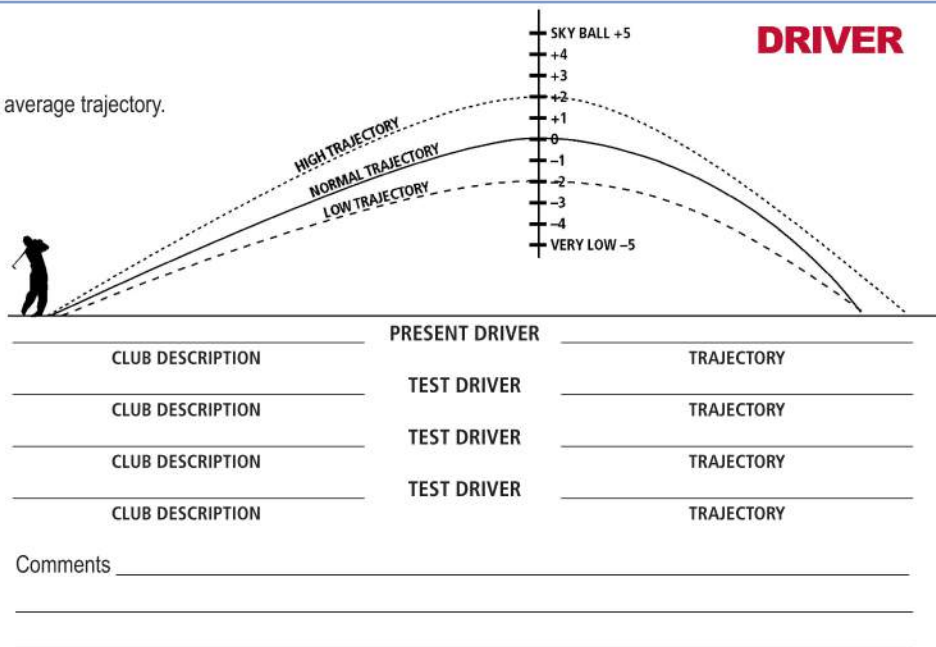 DRIVER
average trajectory.
SKY BALL +5
+4
+3
+2
+1
0
–1
–2
–3
–4
VERY LOW –5
HIGH TRAJECTORY
NORMAL TRAJECTORY
LOW TRAJECTORY
PRESENT DRIVER
CLUB DESCRIPTION TRAJECTORY
TEST DRIVER
CLUB DESCRIPTION TRAJECTORY
TEST DRIVER
CLUB DESCRIPTION TRAJECTORY
TEST DRIVER
CLUB DESCRIPTION TRAJECTORY
Comments